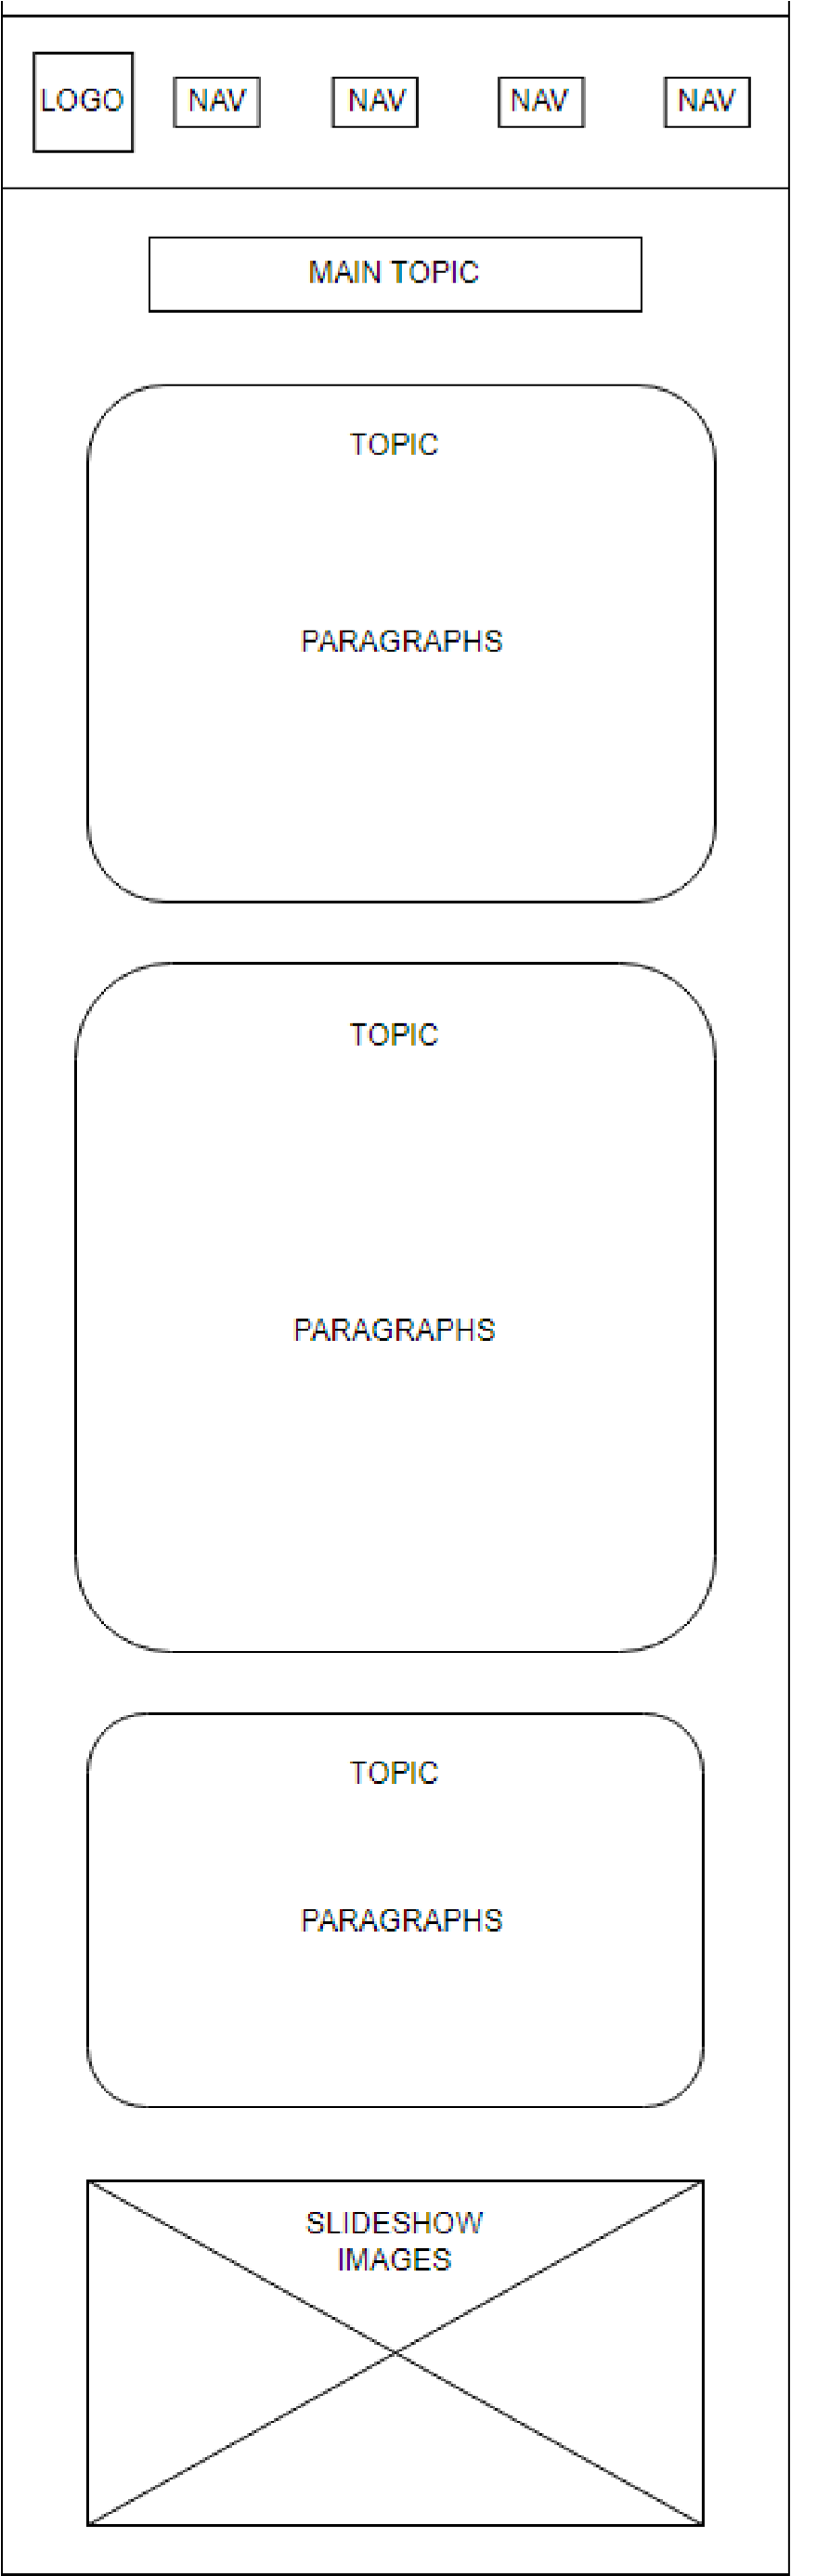 LOGO
NAV
NAV
NAV
NAV
MAIN TOPIC
TOPIC
PARAGRAPHS
TOPIC
PARAGRAPHS
TOPIC
PARAGRAPHS
SLIDESHOW
IMAGES